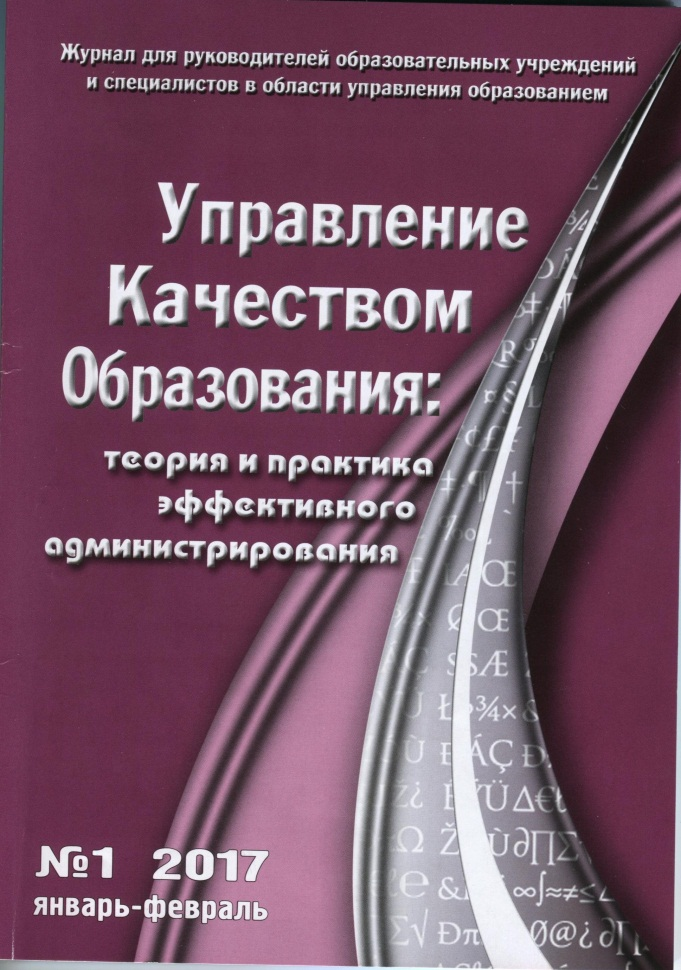 Журнал для руководителей образовательных учреждений
и специалистов в области управления образованием
Управление
Качеством
Образования:
теория и практика
эффективного
администрирования
№1 2017
январь-февраль